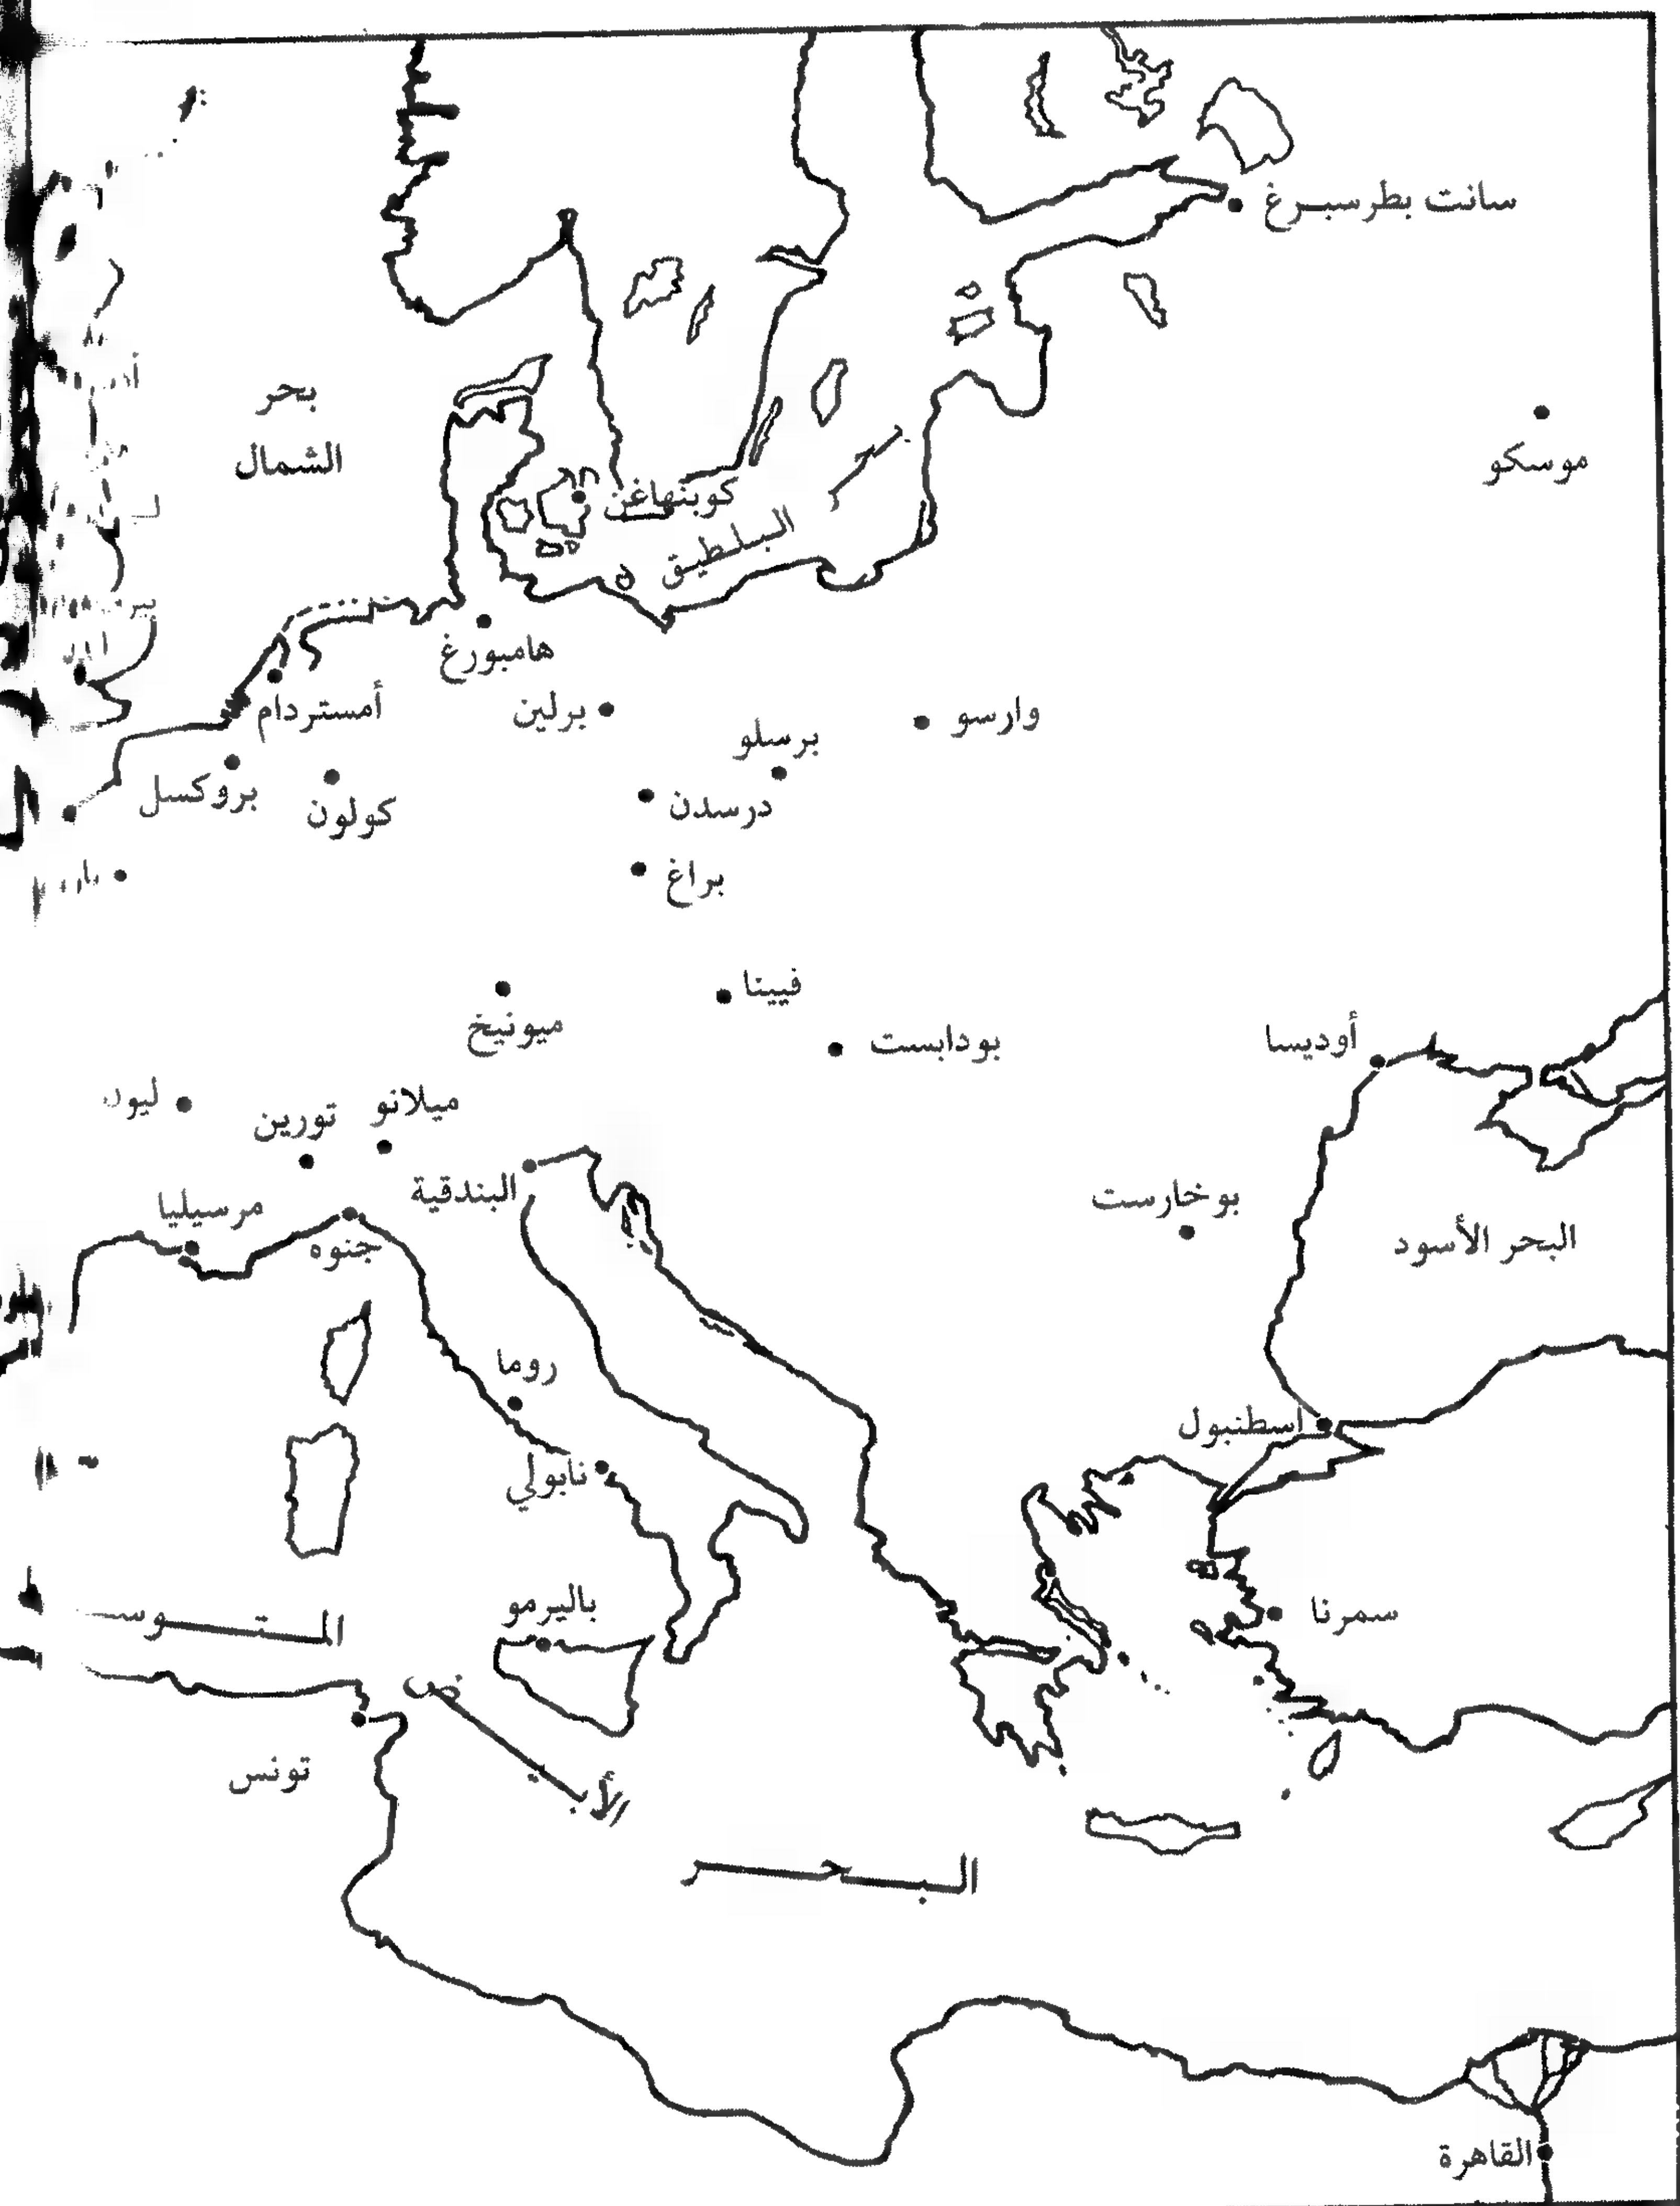 سانت بطرسبرغ
بحر
الشمال
موسكو
كوبنهاغن
البلطيق
هامبورغ
أمستردام
برلين
وارسو
برسلو
بروكسل
كولون
درسدن
براغ
فيينا
ميونيخ
بودابست
أوديسا
ليون
تورين
ميلانو
البندقية
مرسيليا
جنوه
بوخارست
البحر الأسود
روما
اسطنبول
نابولي
باليرمو
سمرنا
المتوسـ
تونس
الأبيض
البحر
القاهرة